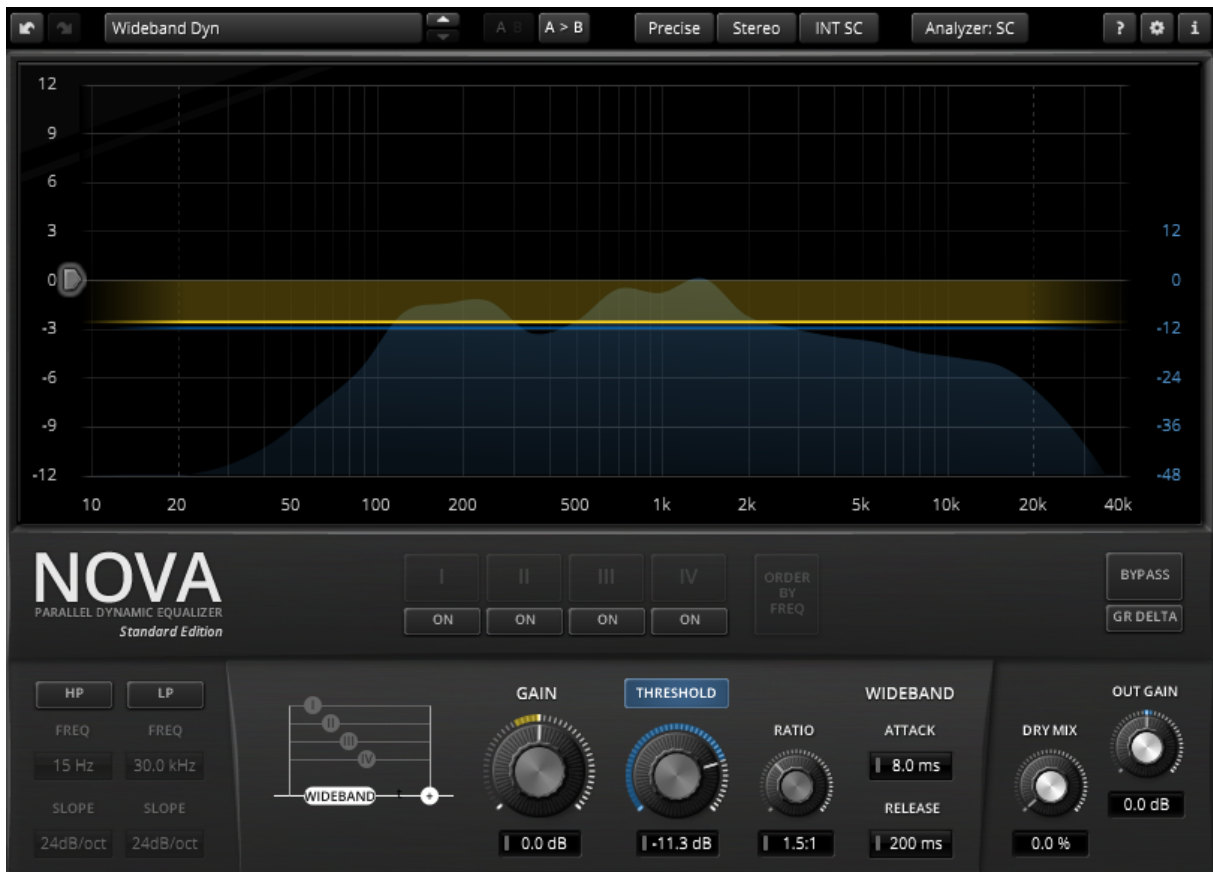 Wideband Dyn
A B
A > B
Precise
Stereo
INT SC
Analyzer: SC
?
i
12
9
6
3
0
-3
-6
-9
-12
12
0
-12
-24
-36
-48
10 20 50 100 200 500 1k 2k 5k 10k 20k 40k
NOVA
PARALLEL DYNAMIC EQUALIZER
Standard Edition
I II III IV
ON ON ON ON
ORDER
BY
FREQ
BYPASS
GR DELTA
HP LP
FREQ FREQ
15 Hz 30.0 kHz
SLOPE SLOPE
24dB/oct 24dB/oct
I
II
III
IV
WIDEBAND
+
GAIN
0.0 dB
THRESHOLD
-11.3 dB
RATIO
1.5:1
WIDEBAND
ATTACK
8.0 ms
RELEASE
200 ms
DRY MIX
0.0 %
OUT GAIN
0.0 dB